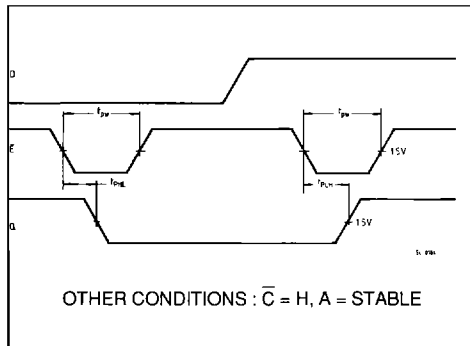 D
tpw
tpw
E̅
1.5V
tPHL
tPLH
Q
1.5V
OTHER CONDITIONS : C̅ = H, A = STABLE